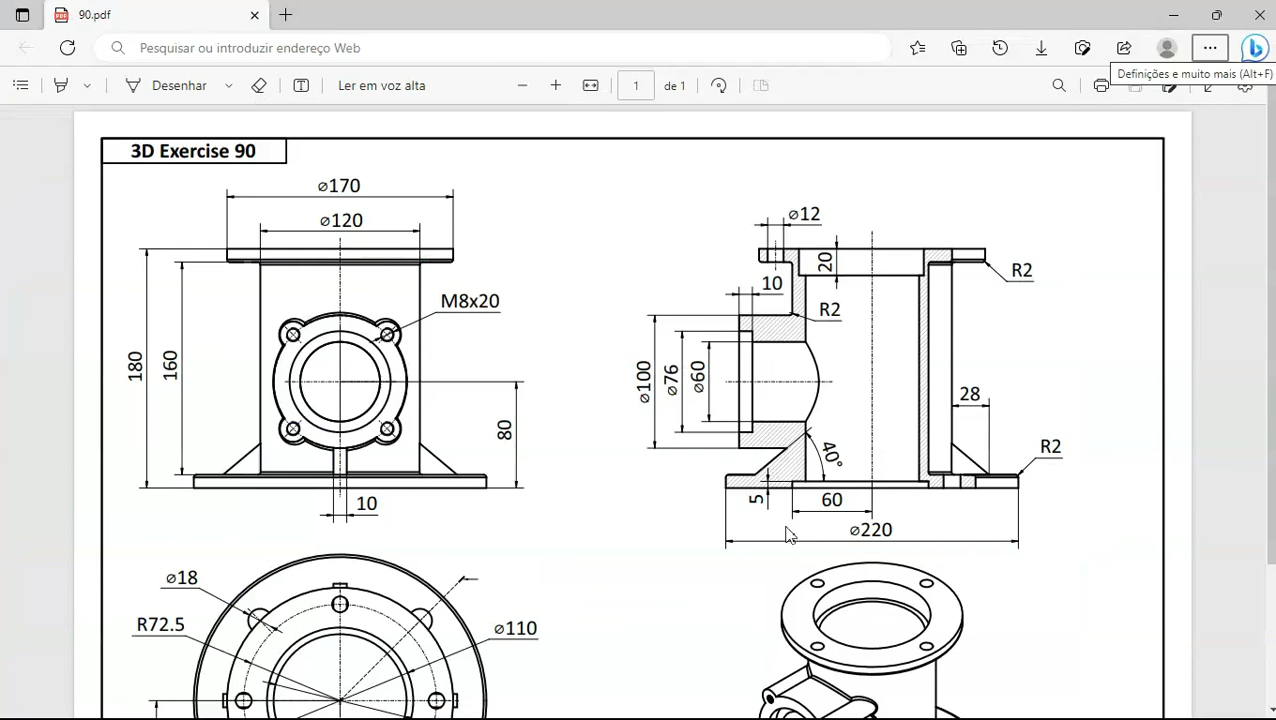 90.pdf
Pesquisar ou introduzir endereço Web
Definições e muito mais (Alt+F)
Desenhar
Ler em voz alta
1
de 1
3D Exercise 90
⌀170
⌀120
M8x20
180
160
80
10
⌀12
20
10
R2
R2
⌀100
⌀76
⌀60
28
40°
R2
5
60
⌀220
⌀18
R72.5
⌀110